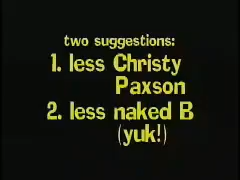 two suggestions:
1. less Christy
Paxson
2. less naked B
(yuk!)